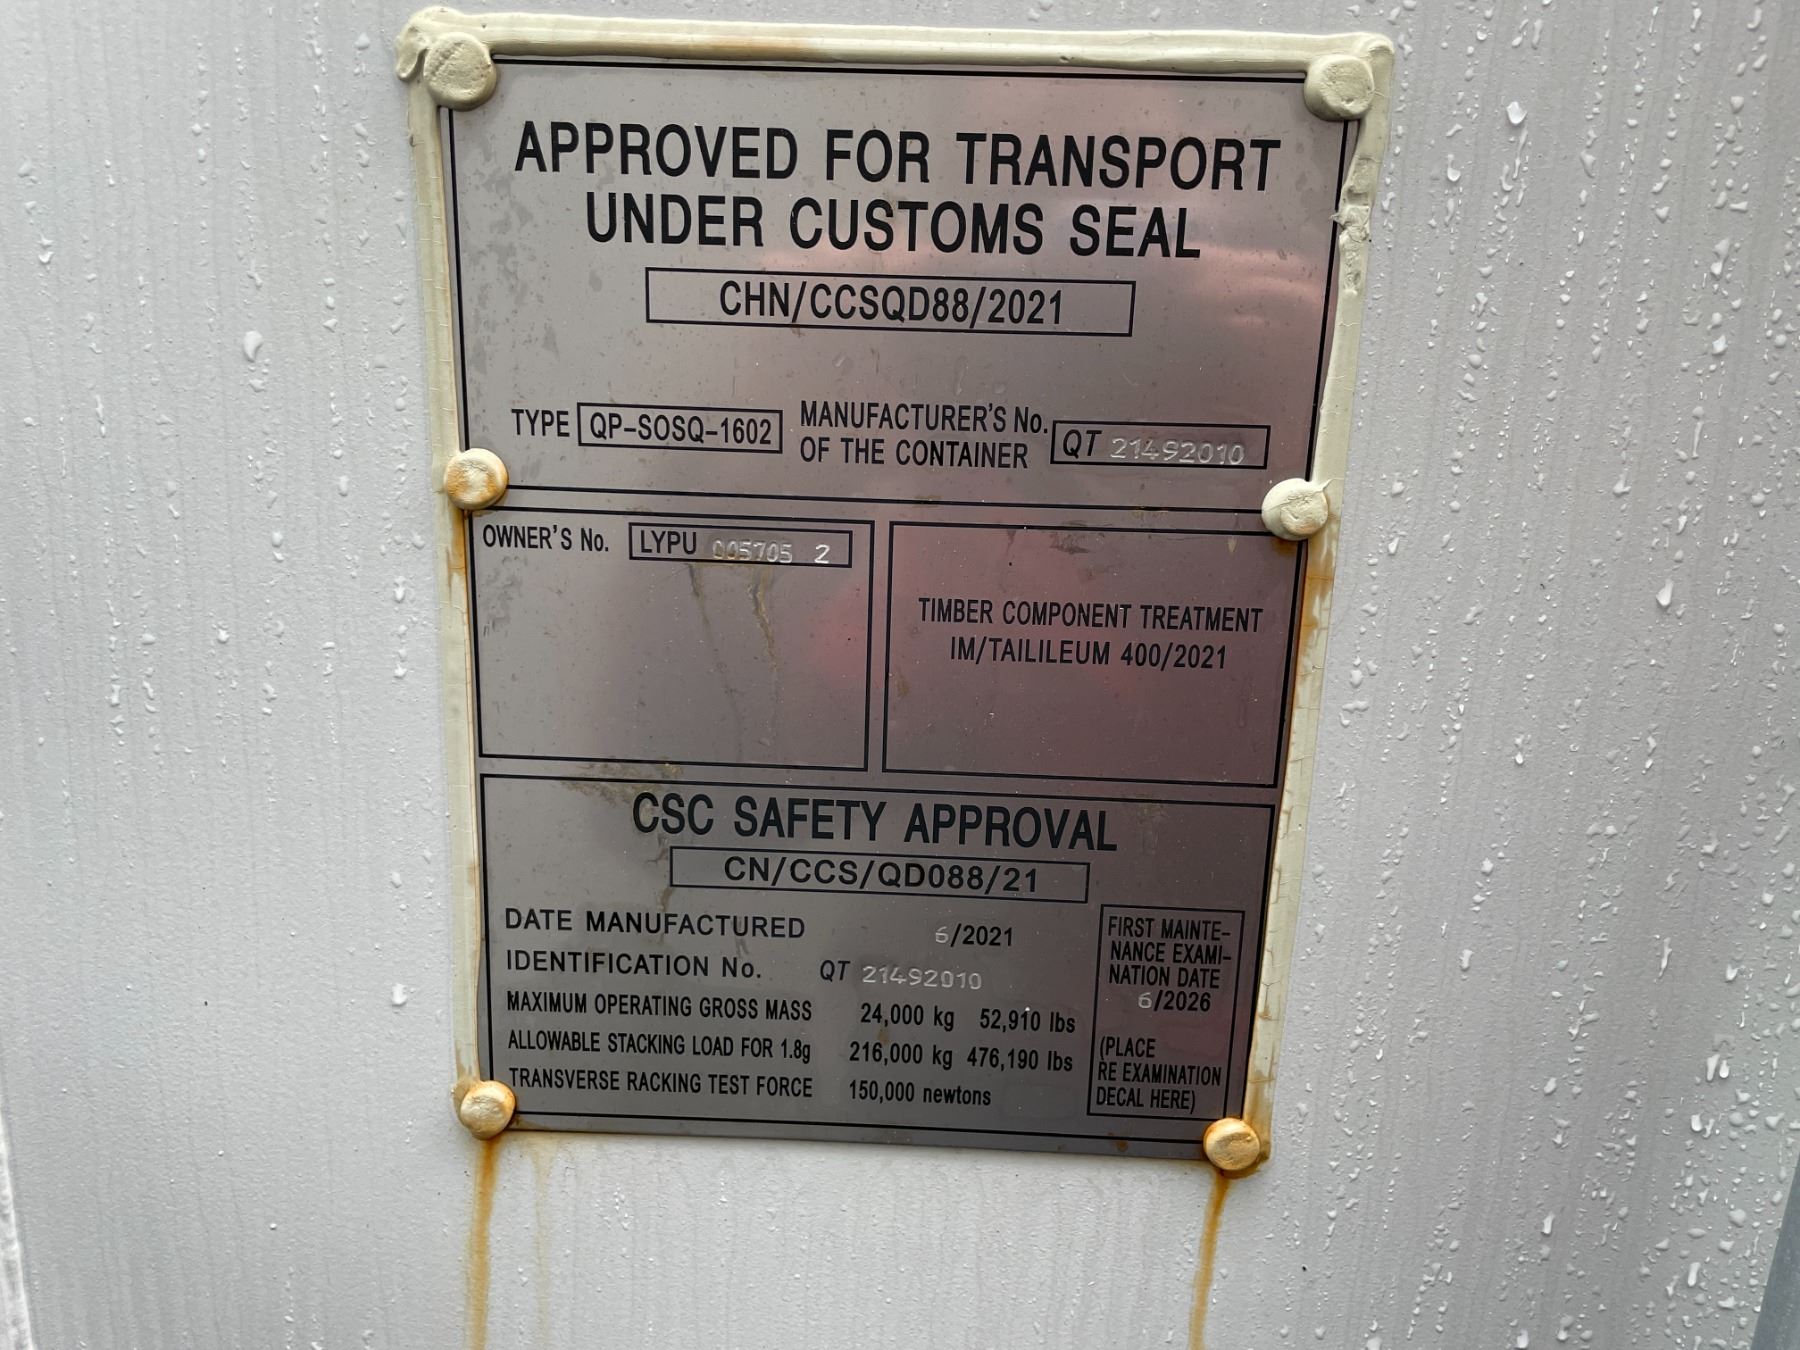 APPROVED FOR TRANSPORT
UNDER CUSTOMS SEAL
CHN/CCSQD88/2021
TYPE QP-SOSQ-1602 MANUFACTURER'S No. OF THE CONTAINER QT 21492010
OWNER'S No. LYPU 005705 2
TIMBER COMPONENT TREATMENT
IM/TAILILEUM 400/2021
CSC SAFETY APPROVAL
CN/CCS/QD088/21
DATE MANUFACTURED 6/2021
IDENTIFICATION No. QT 21492010
MAXIMUM OPERATING GROSS MASS 24,000 kg 52,910 lbs
ALLOWABLE STACKING LOAD FOR 1.8g 216,000 kg 476,190 lbs
TRANSVERSE RACKING TEST FORCE 150,000 newtons
FIRST MAINTE-
NANCE EXAMI-
NATION DATE
6/2026
(PLACE
RE EXAMINATION
DECAL HERE)